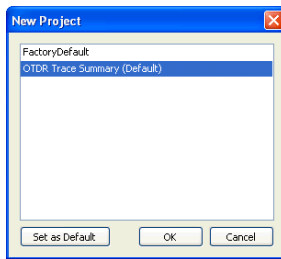 New Project
FactoryDefault
OTDR Trace Summary (Default)
Set as Default
OK
Cancel